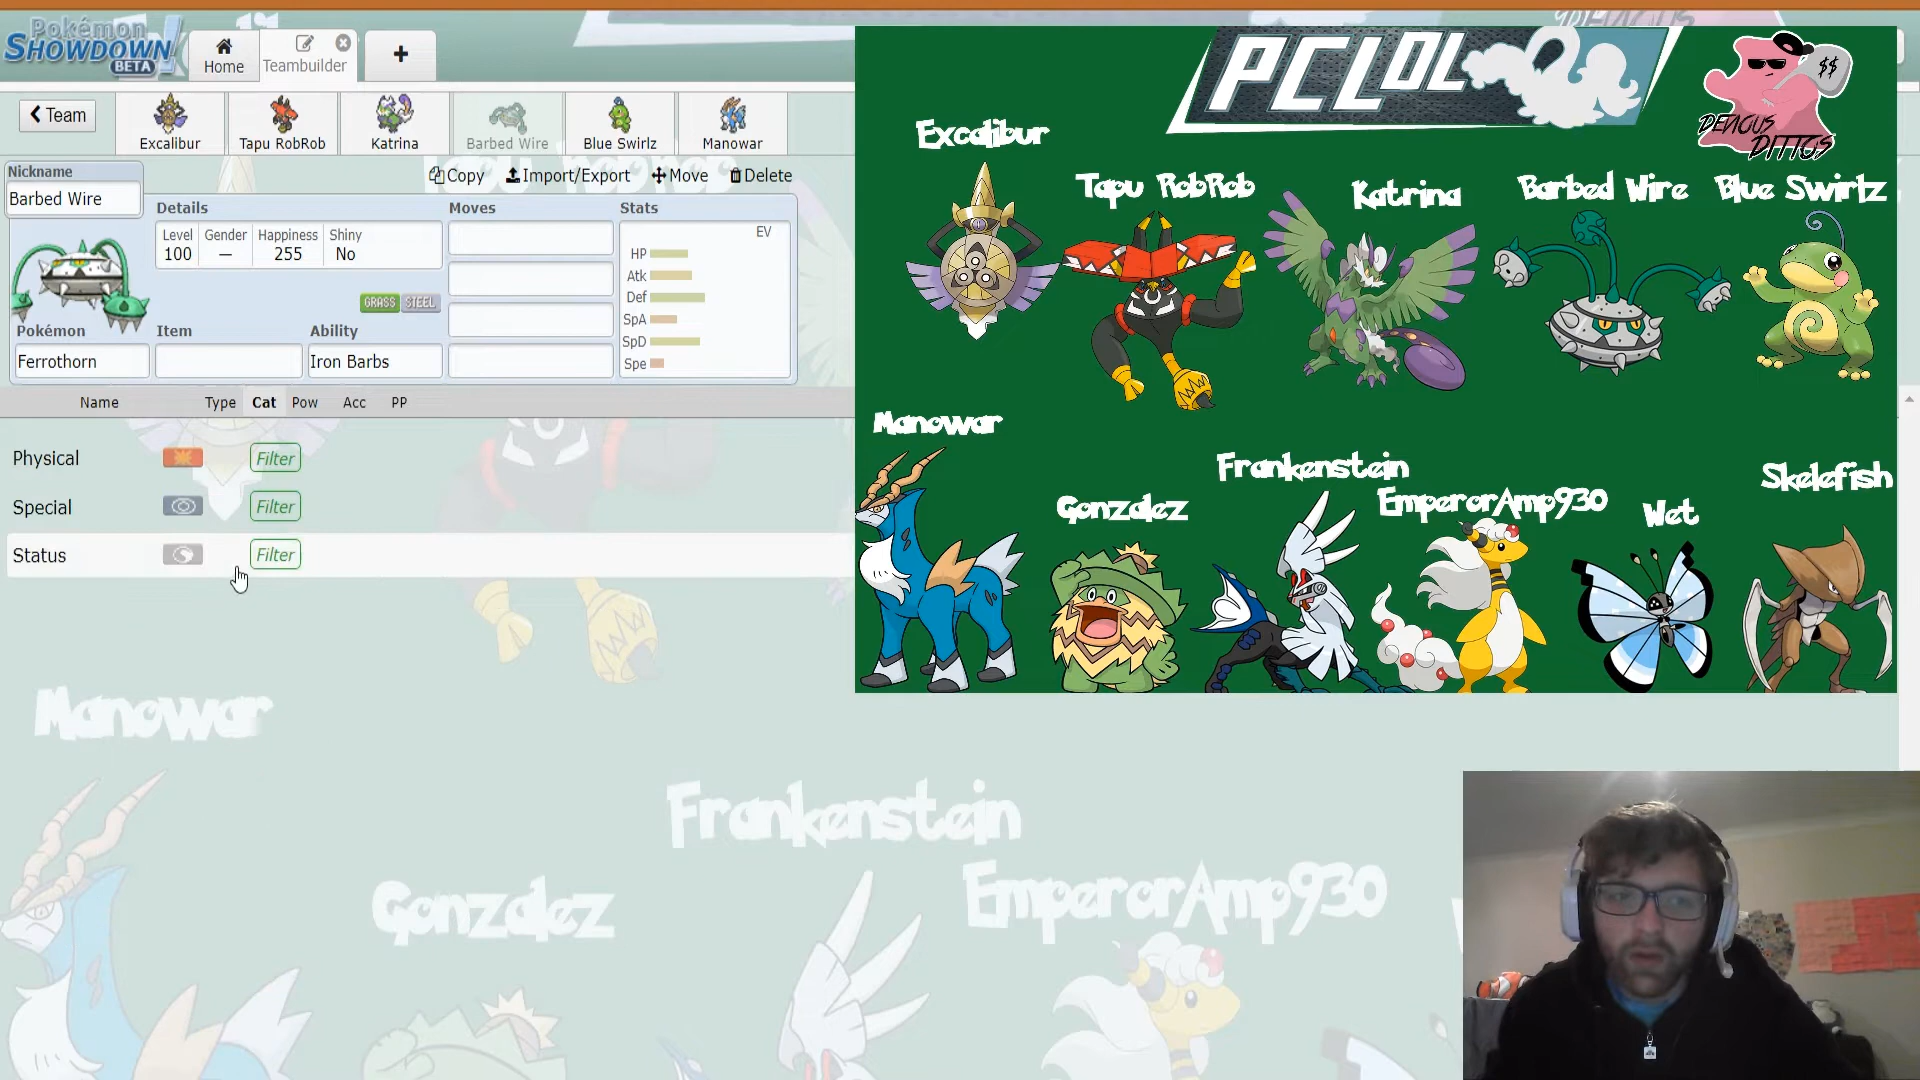 Pokémon
SHOWDOWN!
BETA
Home
Teambuilder
+
Team
Excalibur
Tapu RobRob
Katrina
Barbed Wire
Blue Swirlz
Manowar
Copy
Import/Export
Move
Delete
Nickname
Barbed Wire
Details
Level
100
Gender
—
Happiness
255
Shiny
No
GRASS STEEL
Pokémon
Ferrothorn
Item
Ability
Iron Barbs
Moves
Stats
EV
HP
Atk
Def
SpA
SpD
Spe
Name Type Cat Pow Acc PP
Physical Filter
Special Filter
Status Filter
PCLOL
$$
DEVIOUS
DITTOS
Excalibur
Tapu RobRob
Katrina
Barbed Wire
Blue Swirlz
Manowar
Gonzalez
Frankenstein
EmperorAmp930
Wet
Skelefish
Tapu RobRob
Manowar
Gonzalez
Frankenstein
EmperorAmp930